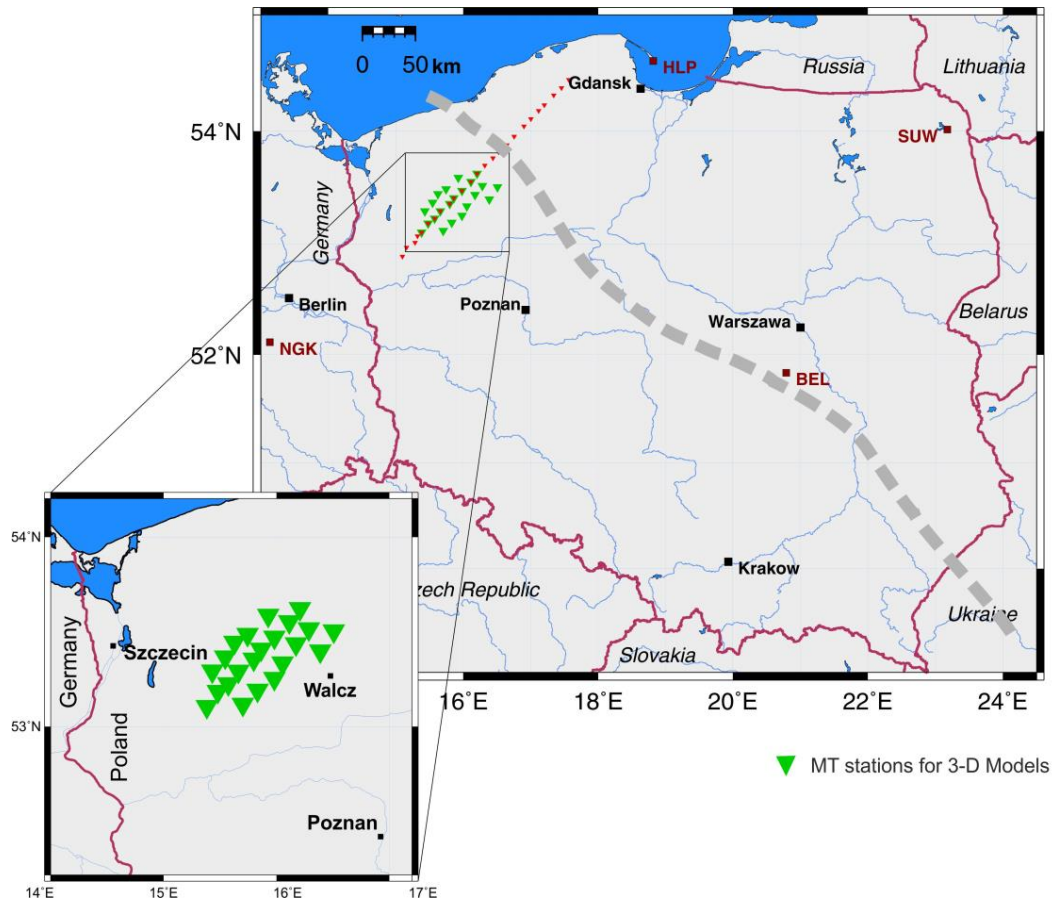 HLP
0 50 km
Gdansk
Russia
Lithuania
54°N
SUW
Germany
Berlin
Poznan
Warszawa
Belarus
NGK
52°N
BEL
Krakow
zech Republic
Ukraine
Slovakia
16°E 18°E 20°E 22°E 24°E
54°N
Szczecin
Germany
Walcz
Poland
53°N
Poznan
14°E 15°E 16°E 17°E
MT stations for 3-D Models